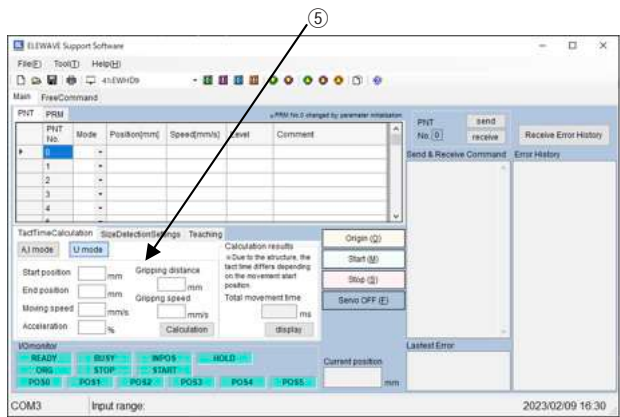 ⑤
ELEWAVE Support Software
File(F) Tool(T) Help(H)
41:EWHD9
Main FreeCommand
PNT PRM
※PRM No.0 changed by parameter initialization.
PNT No. Mode Position[mm] Speed[mm/s] Level Comment
0
1
2
3
4
PNT No. 0
send
receive
Receive Error History
Send & Receive Command
Error History
TactTimeCalculation SizeDetectionSettings Teaching
A,I mode U mode
Start position mm
End position mm
Moving speed mm/s
Acceleration %
Gripping distance
mm
Gripping speed
mm/s
Calculation
Calculation results
※Due to the structure, the
tact time differs depending
on the movement start
position.
Total movement time
ms
display
Origin (O)
Start (M)
Stop (S)
Servo OFF (F)
Current position
mm
Lastest Error
I/Omonitor
READY BUSY INPOS HOLD
ORG STOP START
POS0 POS1 POS2 POS3 POS4 POS5
COM3 Input range: 2023/02/09 16:30